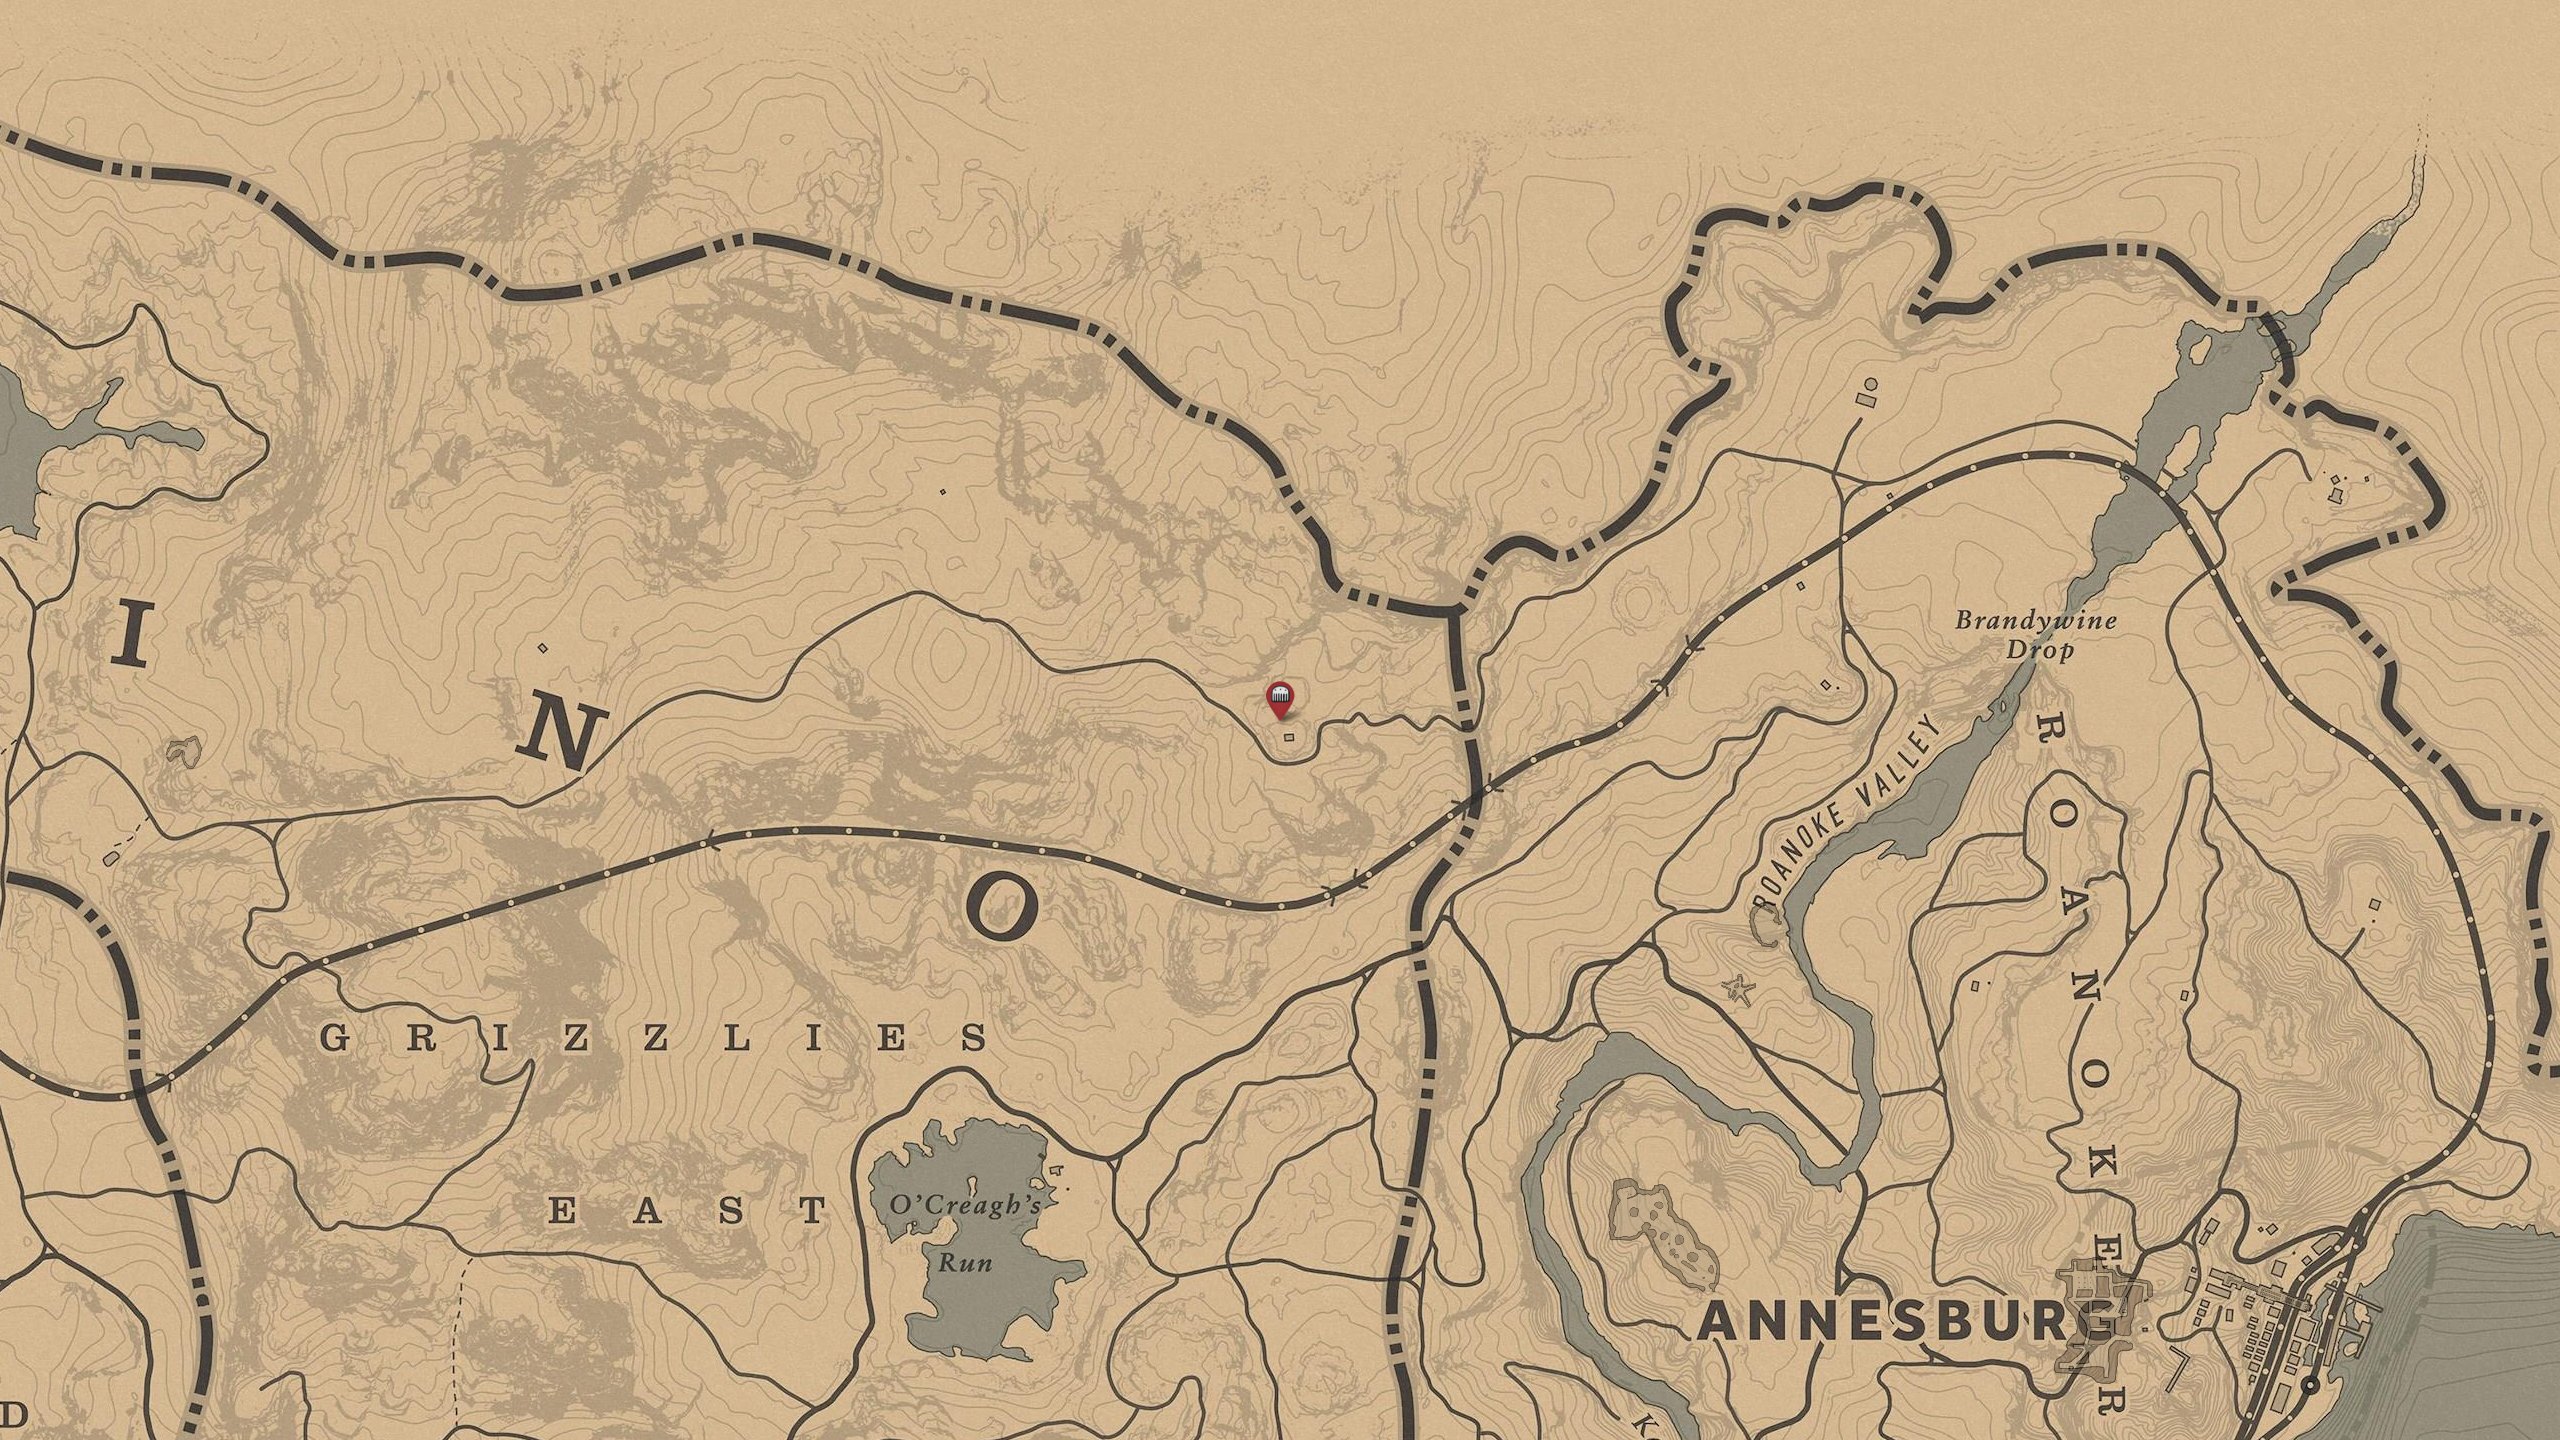 I
N
O
Brandywine
Drop
ROANOKE VALLEY
ROANOKE R
GRIZZLIES
EAST
O'Creagh's
Run
ANNESBURG
D
K